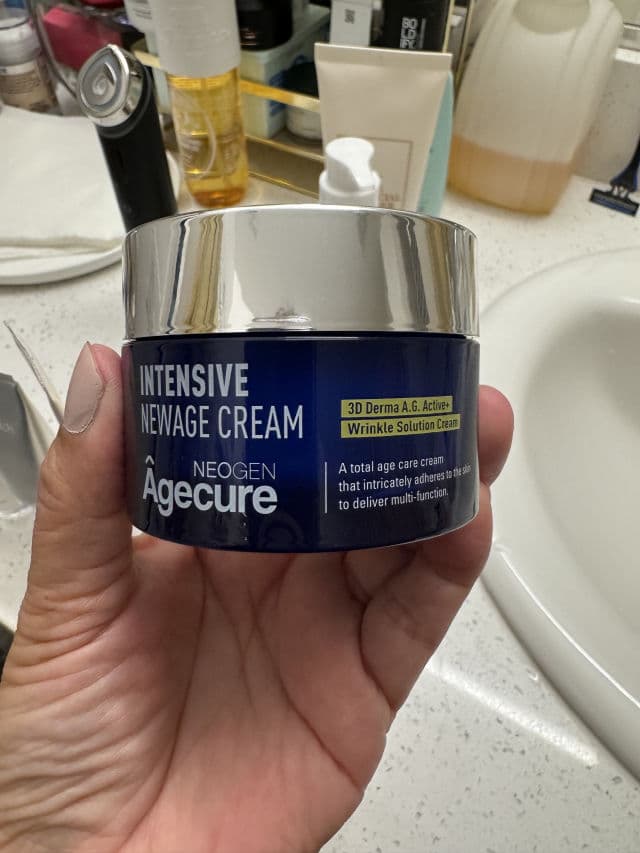 INTENSIVE
NEWAGE CREAM
NEOGEN
Âgecure
3D Derma A.G. Active+
Wrinkle Solution Cream
A total age care cream
that intricately adheres to the skin
to deliver multi-function.